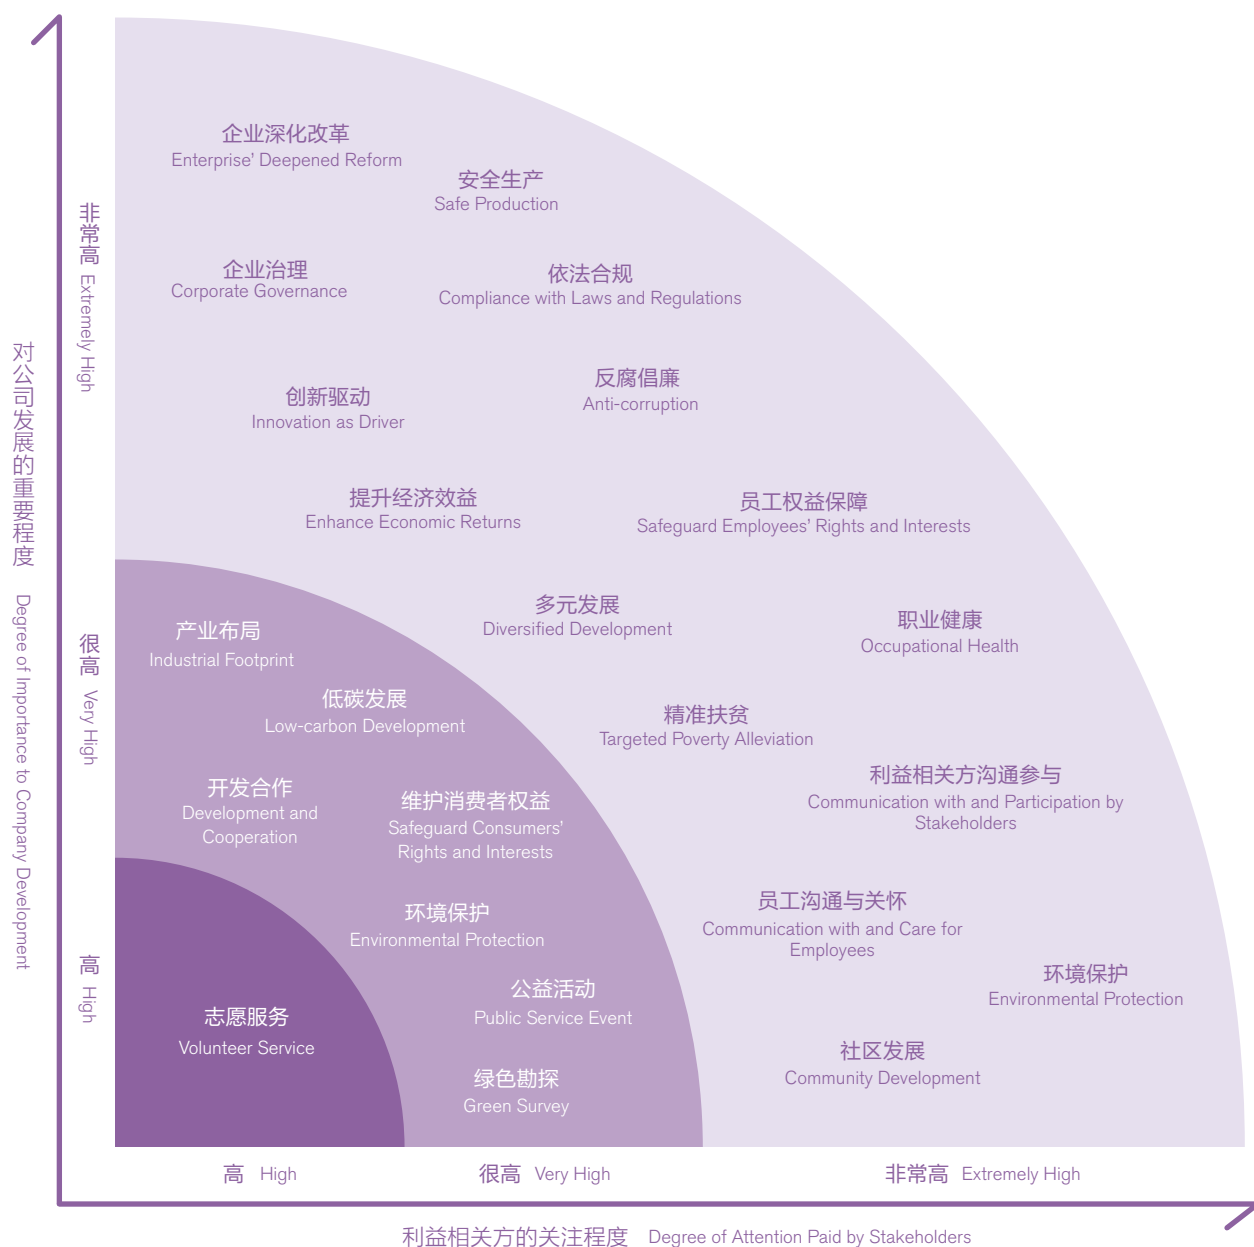 企业深化改革
Enterprise' Deepened Reform
安全生产
Safe Production
企业治理
Corporate Governance
依法合规
Compliance with Laws and Regulations
创新驱动
Innovation as Driver
反腐倡廉
Anti-corruption
提升经济效益
Enhance Economic Returns
员工权益保障
Safeguard Employees' Rights and Interests
多元发展
Diversified Development
职业健康
Occupational Health
精准扶贫
Targeted Poverty Alleviation
利益相关方沟通参与
Communication with and Participation by
Stakeholders
员工沟通与关怀
Communication with and Care for
Employees
环境保护
Environmental Protection
社区发展
Community Development
产业布局
Industrial Footprint
低碳发展
Low-carbon Development
开发合作
Development and
Cooperation
维护消费者权益
Safeguard Consumers'
Rights and Interests
环境保护
Environmental Protection
公益活动
Public Service Event
绿色勘探
Green Survey
志愿服务
Volunteer Service
对公司发展的重要程度 Degree of Importance to Company Development
非常高 Extremely High
很高 Very High
高 High
高 High
很高 Very High
非常高 Extremely High
利益相关方的关注程度 Degree of Attention Paid by Stakeholders